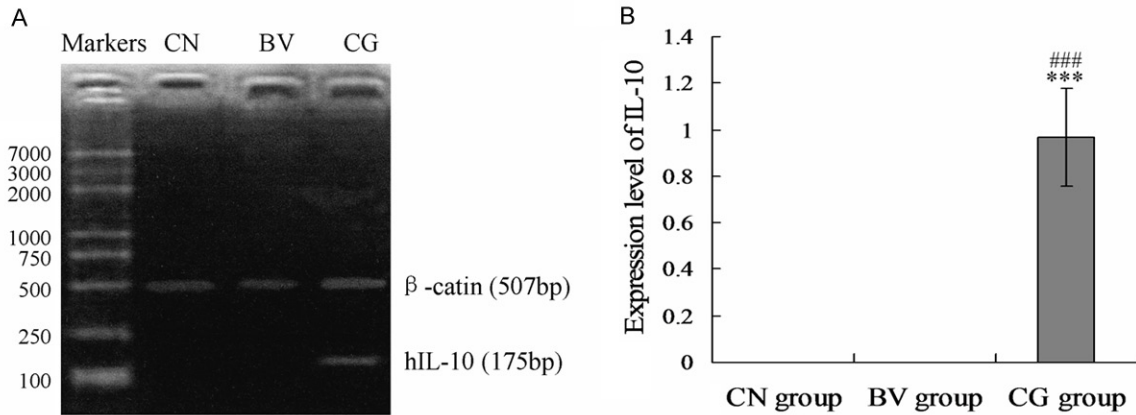 A
Markers CN BV CG
7000
3000
2000
1000
750
500
250
100
β-catin (507bp)
hIL-10 (175bp)
B
Expression level of IL-10
1.4
1.2
1
0.8
0.6
0.4
0.2
0
###
***
CN group BV group CG group